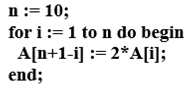 n := 10;
for i := 1 to n do begin
A[n+1-i] := 2*A[i];
end;